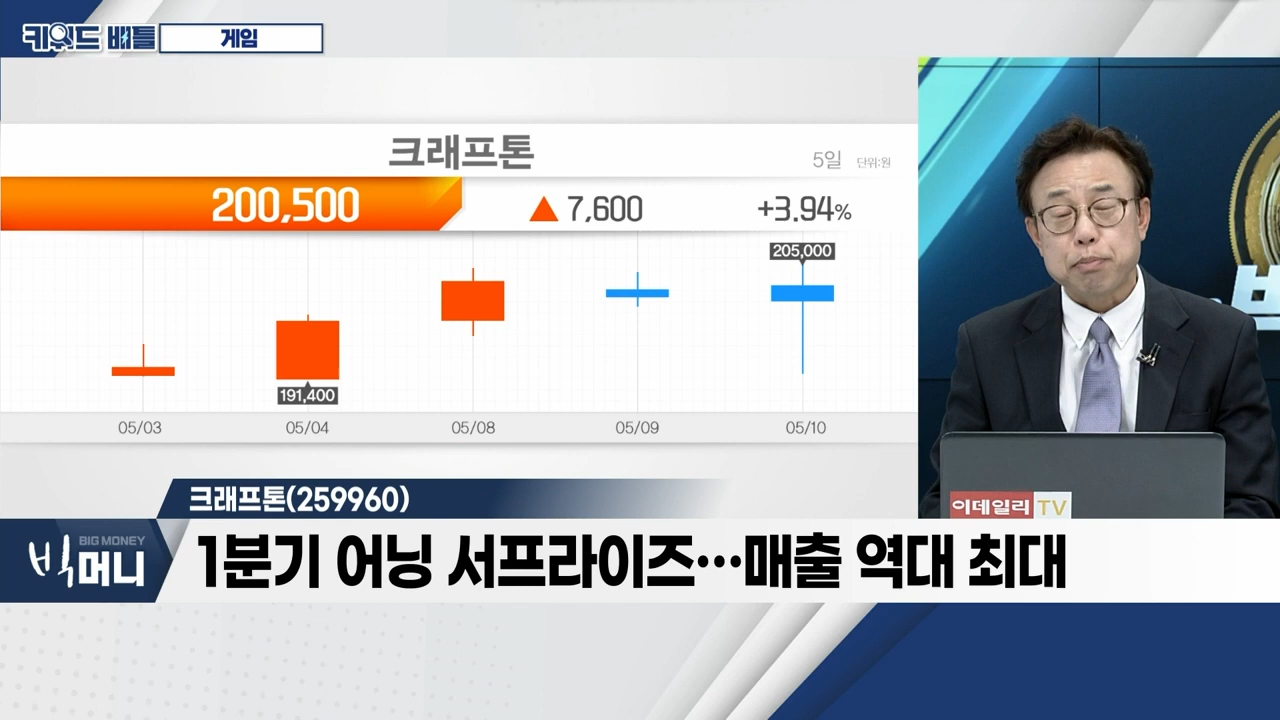 키워드 배틀
게임
크래프톤
5일 단위:원
200,500 ▲ 7,600 +3.94%
205,000
191,400
05/03 05/04 05/08 05/09 05/10
이데일리 TV
크래프톤(259960)
BIG MONEY
빅머니
1분기 어닝 서프라이즈…매출 역대 최대